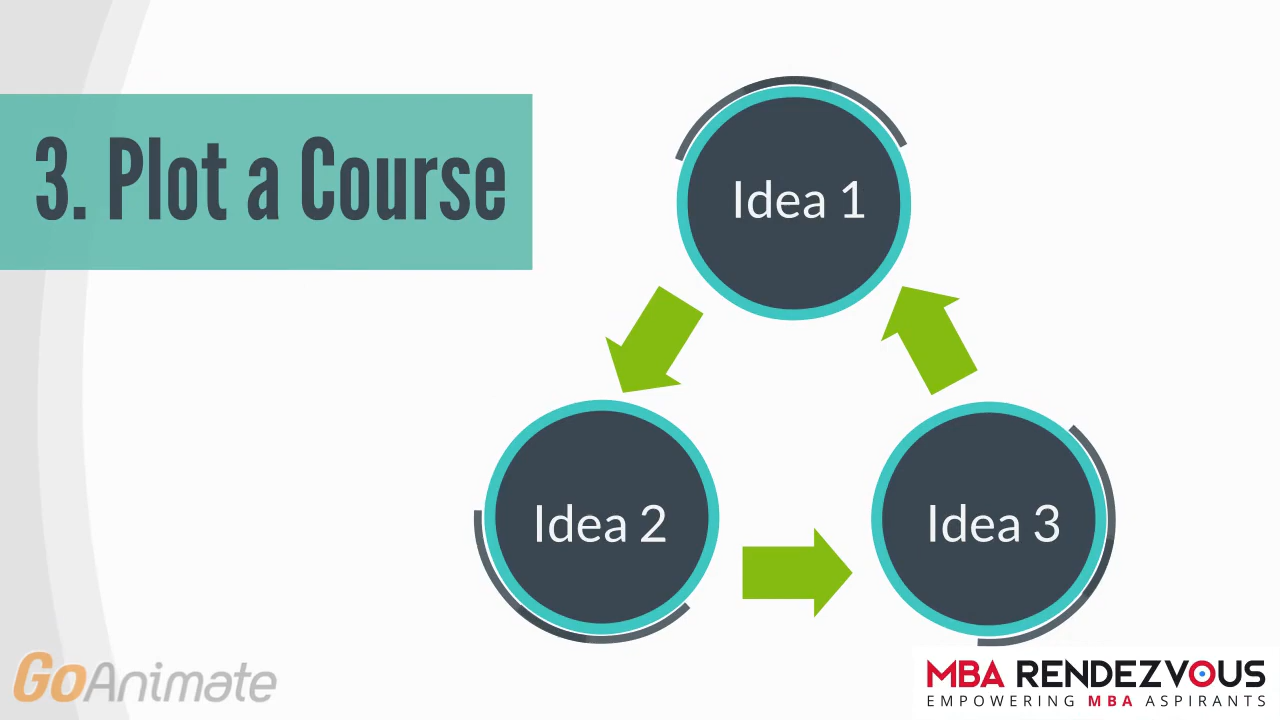 3. Plot a Course
Idea 1
Idea 2
Idea 3
GoAnimate
MBA RENDEZVOUS
EMPOWERING MBA ASPIRANTS